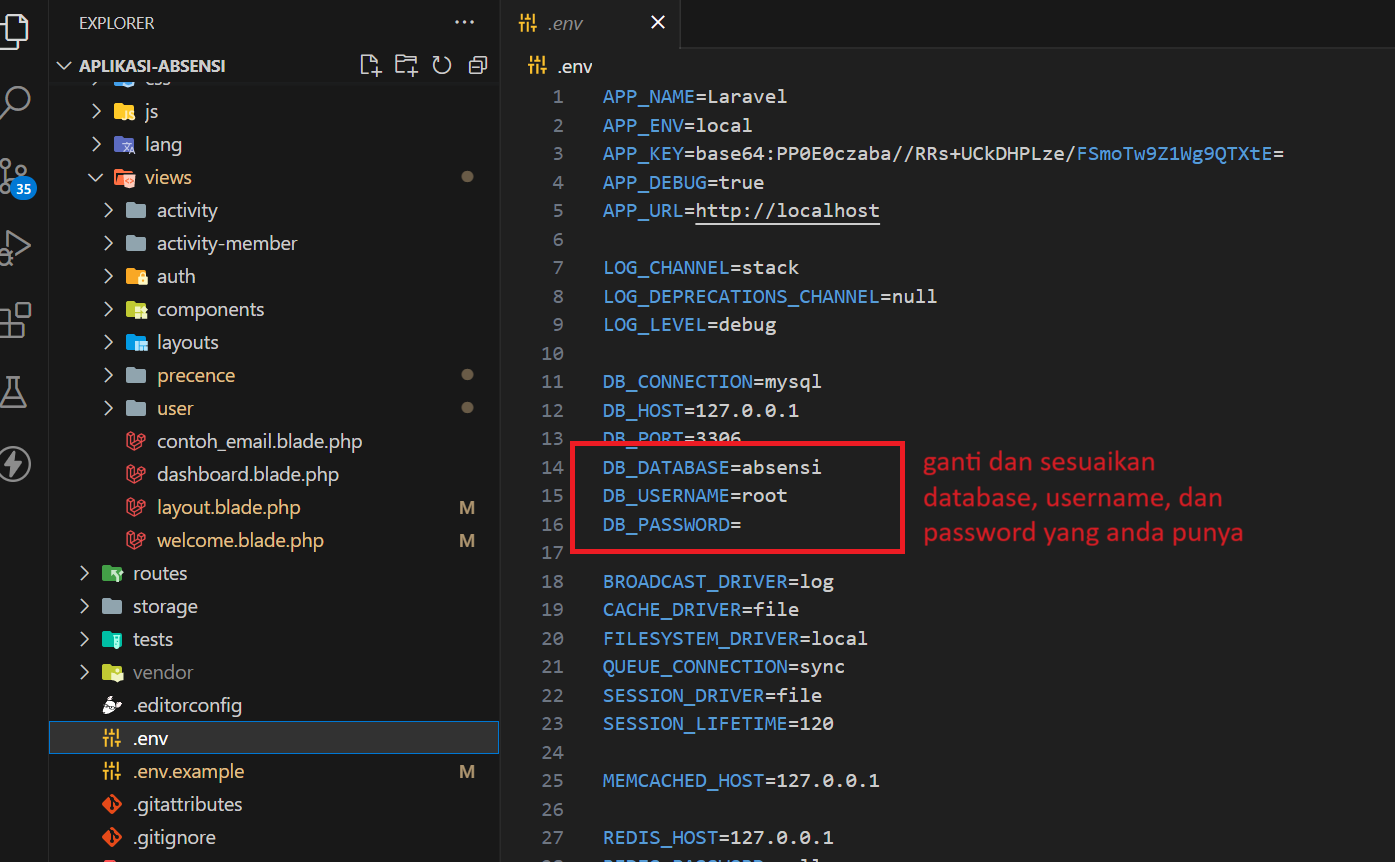 EXPLORER
APLIKASI-ABSENSI
css
js
lang
views
activity
activity-member
auth
components
layouts
precence
user
contoh_email.blade.php
dashboard.blade.php
layout.blade.php M
welcome.blade.php M
routes
storage
tests
vendor
.editorconfig
.env
.env.example M
.gitattributes
.gitignore
35
.env
.env
1 APP_NAME=Laravel
2 APP_ENV=local
3 APP_KEY=base64:PP0E0czaba//RRs+UCkDHPLze/FSmoTw9Z1Wg9QTXtE=
4 APP_DEBUG=true
5 APP_URL=http://localhost
6
7 LOG_CHANNEL=stack
8 LOG_DEPRECATIONS_CHANNEL=null
9 LOG_LEVEL=debug
10
11 DB_CONNECTION=mysql
12 DB_HOST=127.0.0.1
13 DB_PORT=3306
14 DB_DATABASE=absensi
15 DB_USERNAME=root
16 DB_PASSWORD=
17
18 BROADCAST_DRIVER=log
19 CACHE_DRIVER=file
20 FILESYSTEM_DRIVER=local
21 QUEUE_CONNECTION=sync
22 SESSION_DRIVER=file
23 SESSION_LIFETIME=120
24
25 MEMCACHED_HOST=127.0.0.1
26
27 REDIS_HOST=127.0.0.1
ganti dan sesuaikan
database, username, dan
password yang anda punya